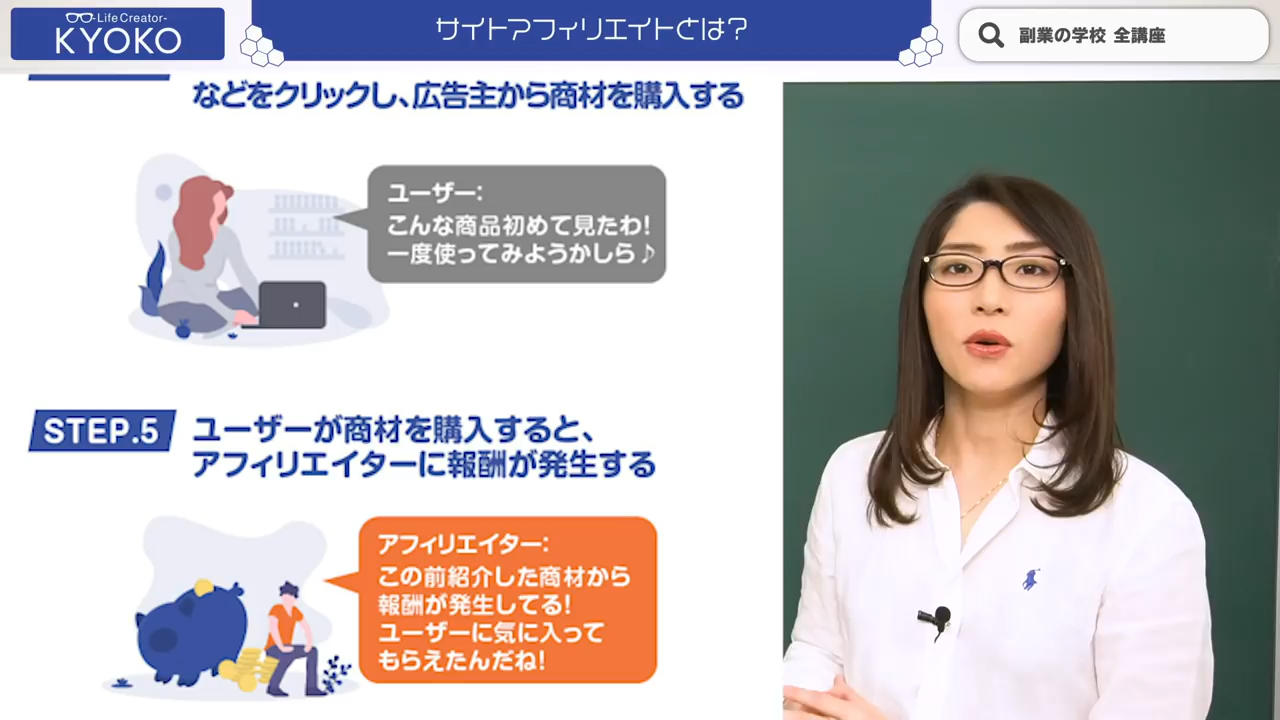 -Life Creator-
KYOKO
サイトアフィリエイトとは?
副業の学校 全講座
などをクリックし、広告主から商材を購入する
ユーザー:
こんな商品初めて見たわ!
一度使ってみようかしら♪
STEP.5
ユーザーが商材を購入すると、
アフィリエイターに報酬が発生する
アフィリエイター:
この前紹介した商材から
報酬が発生してる!
ユーザーに気に入って
もらえたんだね!